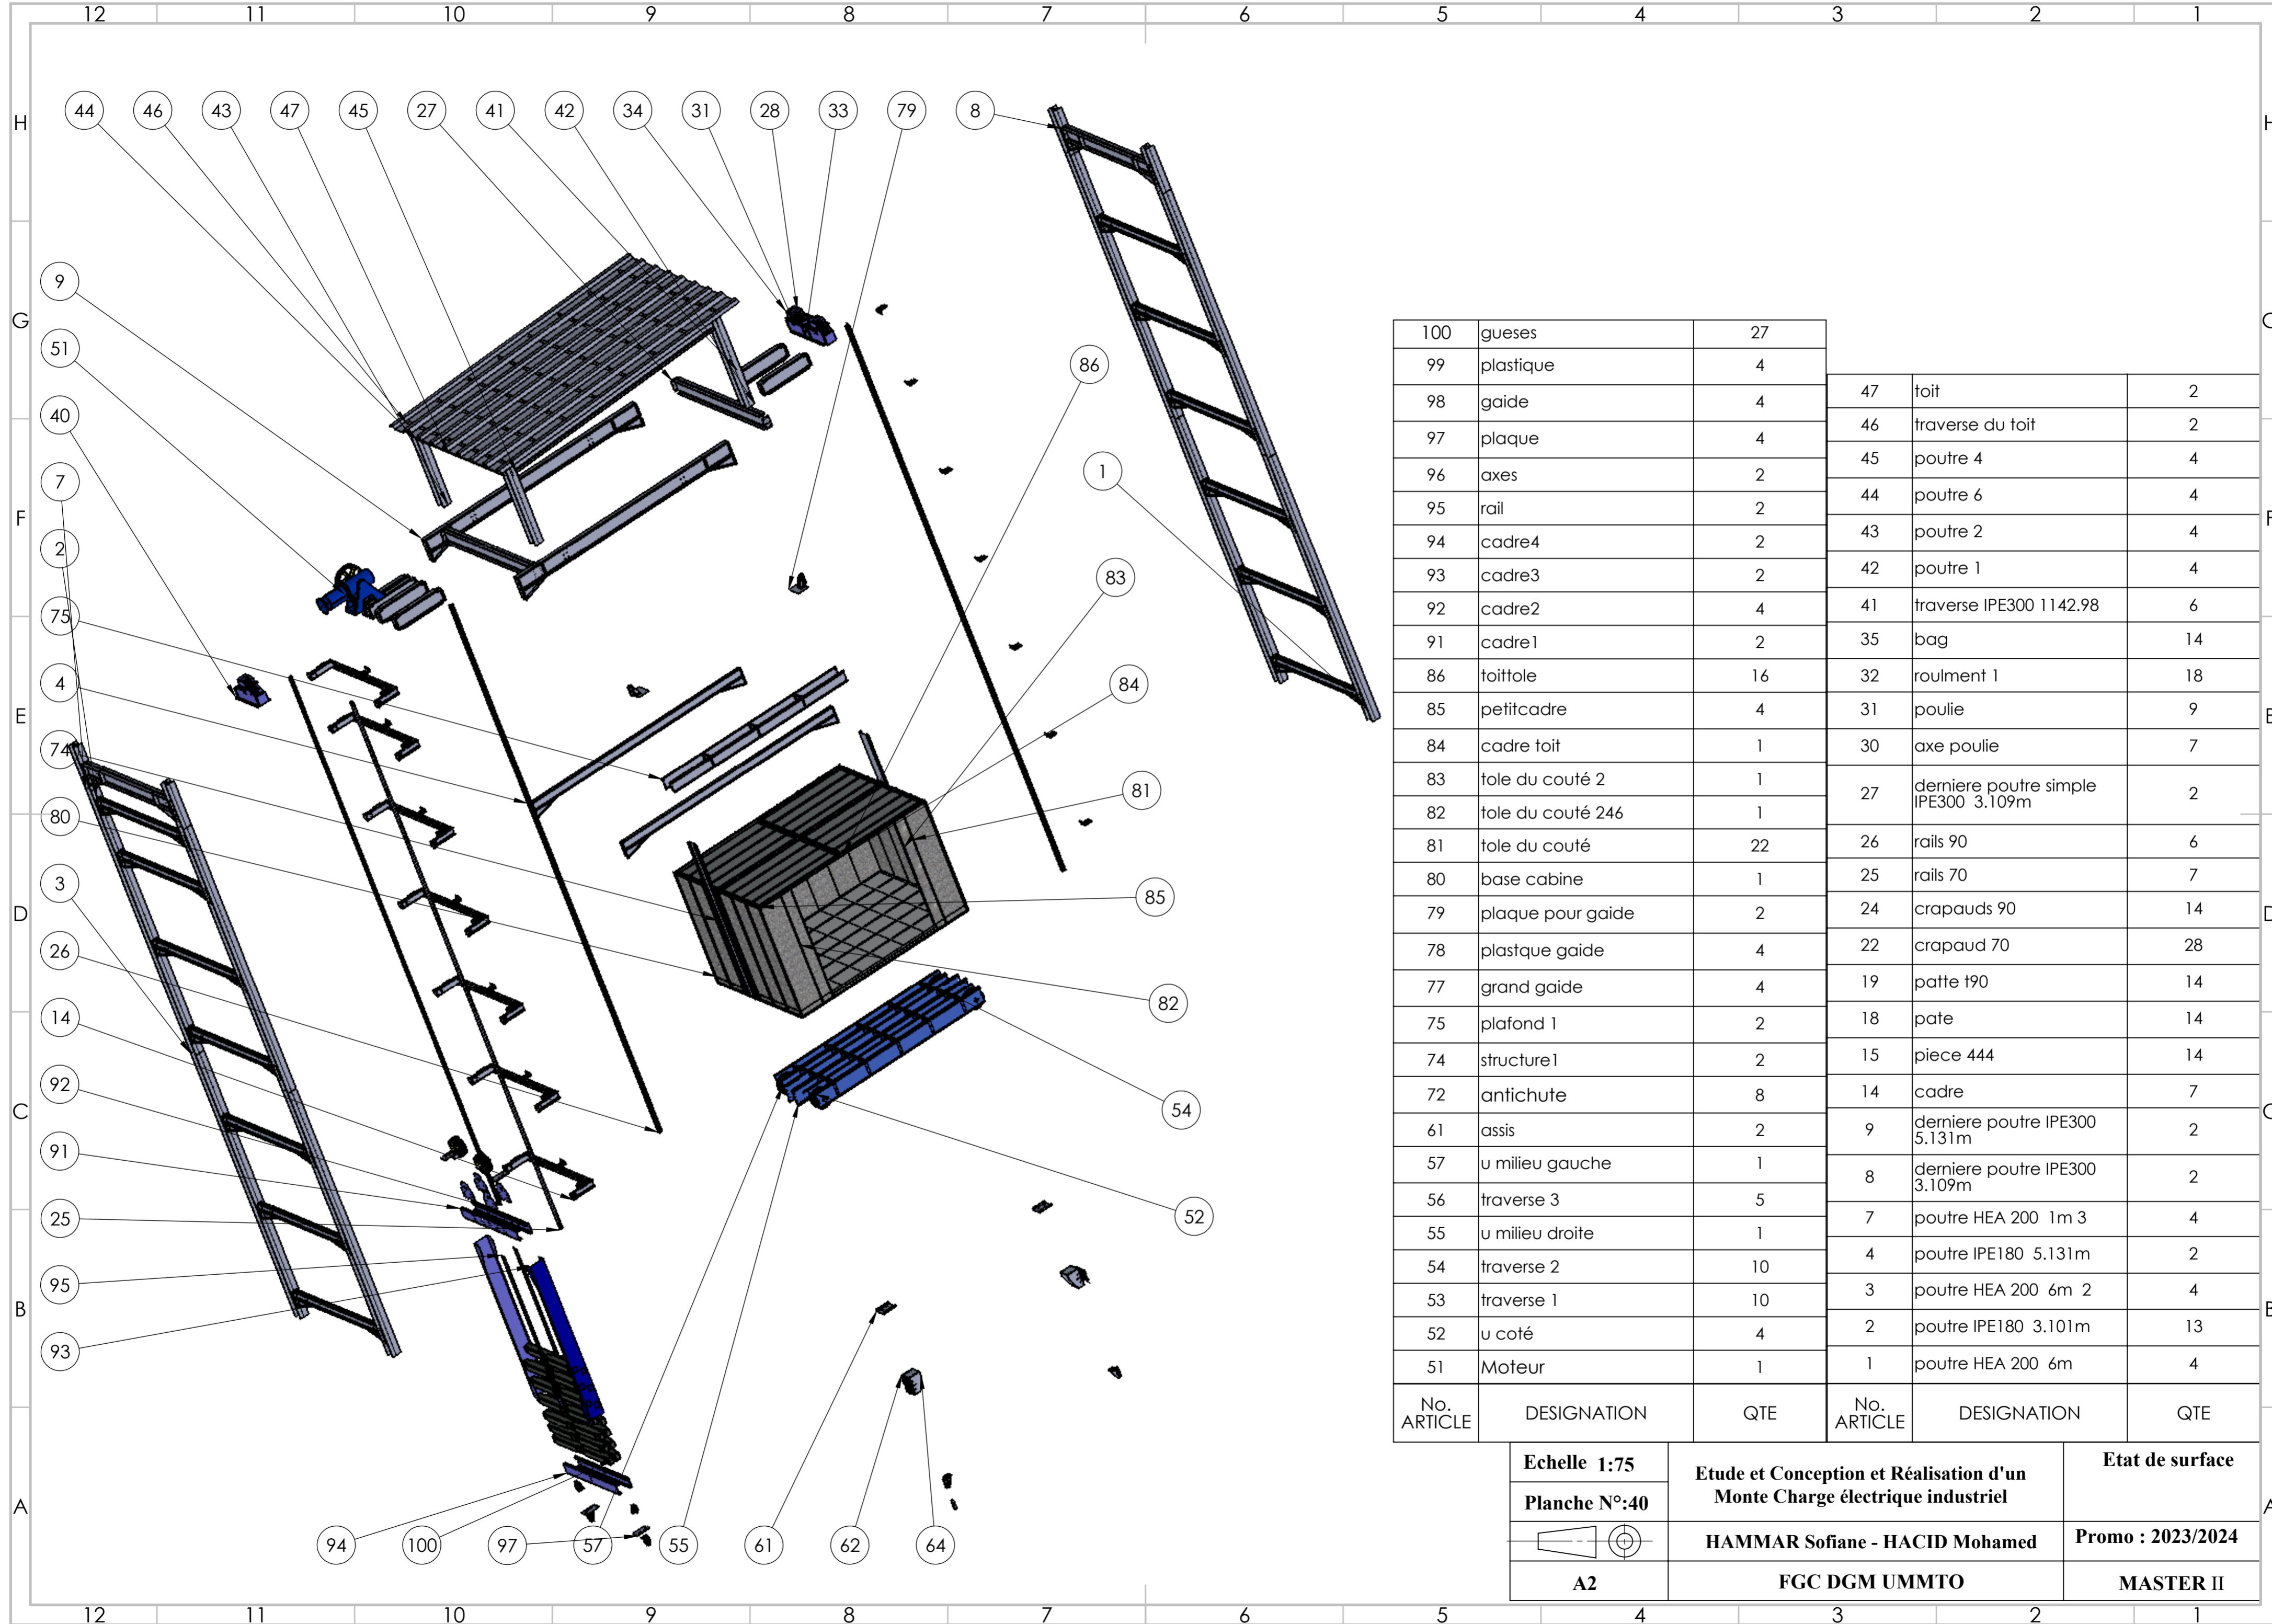 12 11 10 9 8 7 6 5 4 3 2 1
H
G
F
E
D
C
B
A
H
G
F
E
D
C
B
A
44 46 43 47 45 27 41 42 34 31 28 33 79 8
9
51
40
7
2
75
4
74
80
3
26
14
92
91
25
95
93
86
1
83
84
81
85
82
54
52
94 100 97 57 55 61 62 64
100 gueses 27
99 plastique 4
98 gaide 4
97 plaque 4
96 axes 2
95 rail 2
94 cadre4 2
93 cadre3 2
92 cadre2 4
91 cadre1 2
86 toittole 16
85 petitcadre 4
84 cadre toit 1
83 tole du couté 2 1
82 tole du couté 246 1
81 tole du couté 22
80 base cabine 1
79 plaque pour gaide 2
78 plastque gaide 4
77 grand gaide 4
75 plafond 1 2
74 structure1 2
72 antichute 8
61 assis 2
57 u milieu gauche 1
56 traverse 3 5
55 u milieu droite 1
54 traverse 2 10
53 traverse 1 10
52 u coté 4
51 Moteur 1
No. ARTICLE DESIGNATION QTE
47 toit 2
46 traverse du toit 2
45 poutre 4 4
44 poutre 6 4
43 poutre 2 4
42 poutre 1 4
41 traverse IPE300 1142.98 6
35 bag 14
32 roulment 1 18
31 poulie 9
30 axe poulie 7
27 derniere poutre simple
IPE300 3.109m 2
26 rails 90 6
25 rails 70 7
24 crapauds 90 14
22 crapaud 70 28
19 patte t90 14
18 pate 14
15 piece 444 14
14 cadre 7
9 derniere poutre IPE300
5.131m 2
8 derniere poutre IPE300
3.109m 2
7 poutre HEA 200 1m 3 4
4 poutre IPE180 5.131m 2
3 poutre HEA 200 6m 2 4
2 poutre IPE180 3.101m 13
1 poutre HEA 200 6m 4
No. ARTICLE DESIGNATION QTE
Echelle 1:75
Planche N°:40
A2
Etude et Conception et Réalisation d'un
Monte Charge électrique industriel
HAMMAR Sofiane - HACID Mohamed
FGC DGM UMMTO
Etat de surface
Promo : 2023/2024
MASTER II
12 11 10 9 8 7 6 5 4 3 2 1